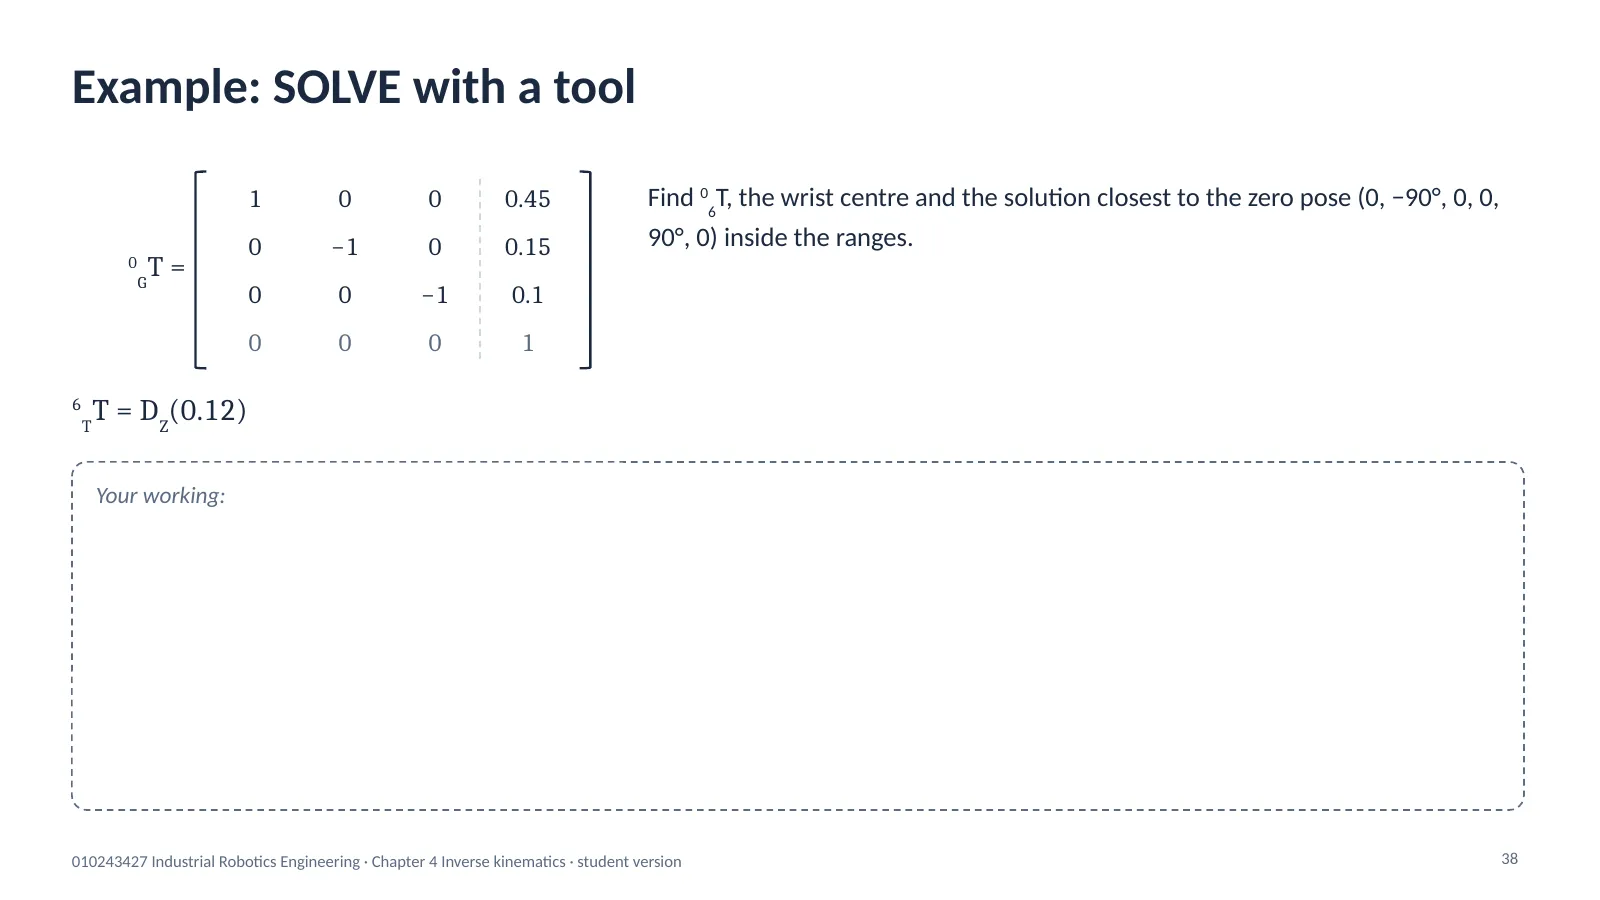 Example: SOLVE with a tool
⁰GT =
1 0 0 0.45
0 −1 0 0.15
0 0 −1 0.1
0 0 0 1
Find ⁰₆T, the wrist centre and the solution closest to the zero pose (0, −90°, 0, 0,
90°, 0) inside the ranges.
⁶TT = DZ(0.12)
Your working:
010243427 Industrial Robotics Engineering · Chapter 4 Inverse kinematics · student version
38